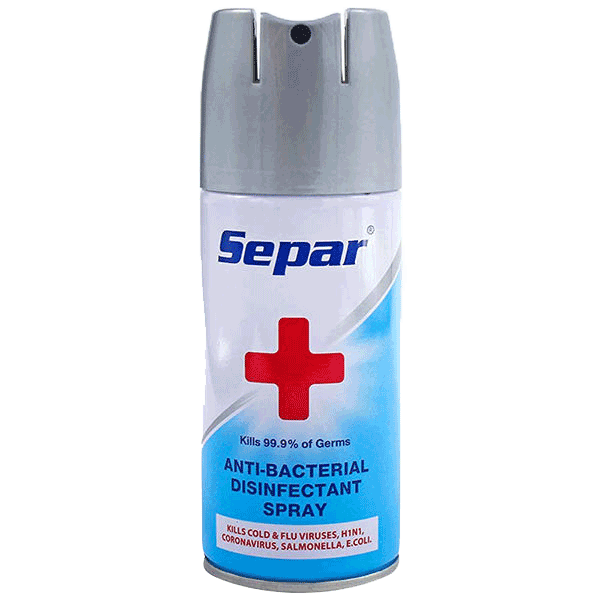 Separ®
Kills 99.9% of Germs
ANTI-BACTERIAL
DISINFECTANT
SPRAY
KILLS COLD & FLU VIRUSES, H1N1,
CORONAVIRUS, SALMONELLA, E.COLI.